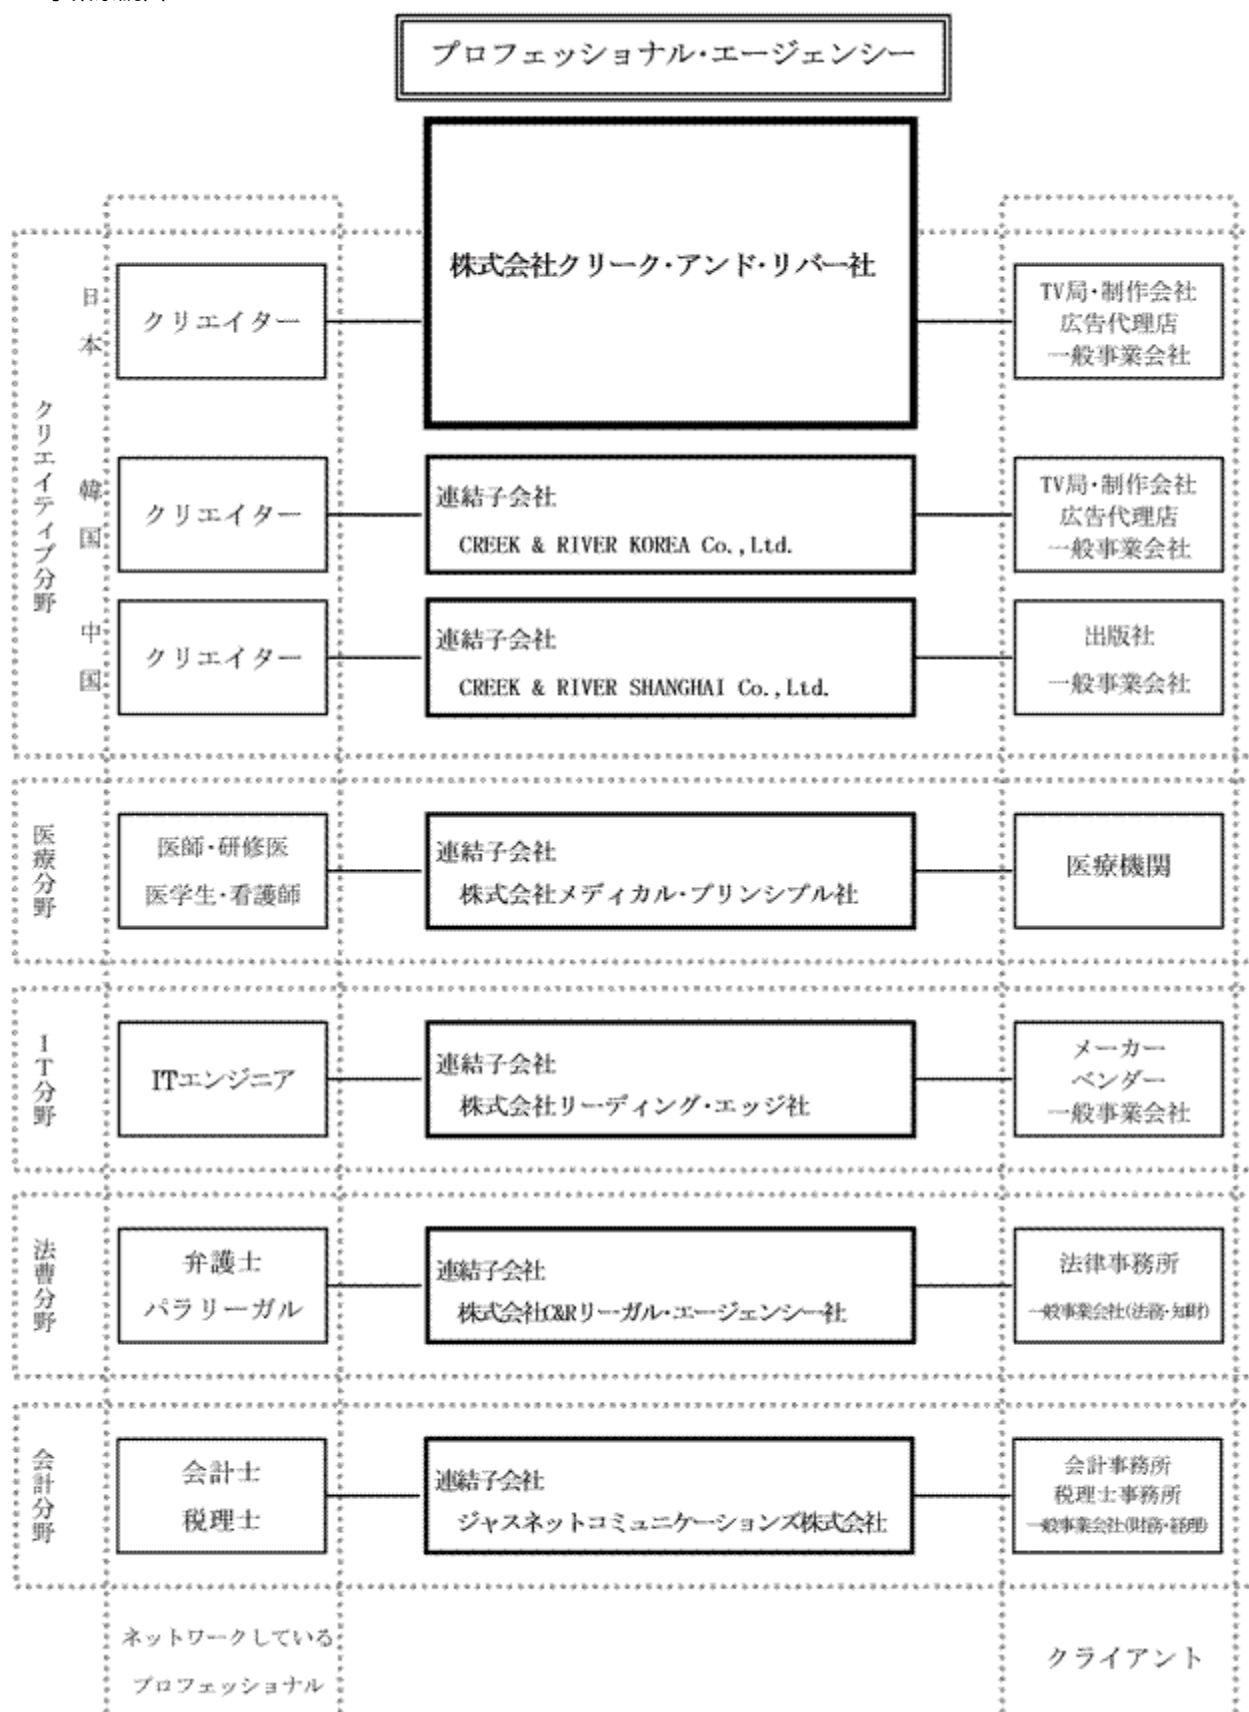 プロフェッショナル・エージェンシー
株式会社クリーク・アンド・リバー社
クリエイティブ分野
日本
クリエイター
TV局・制作会社
広告代理店
一般事業会社
韓国
クリエイター
連結子会社
CREEK & RIVER KOREA Co.,Ltd.
TV局・制作会社
広告代理店
一般事業会社
中国
クリエイター
連結子会社
CREEK & RIVER SHANGHAI Co.,Ltd.
出版社
一般事業会社
医療分野
医師・研修医
医学生・看護師
連結子会社
株式会社メディカル・プリンシプル社
医療機関
IT分野
ITエンジニア
連結子会社
株式会社リーディング・エッジ社
メーカー
ベンダー
一般事業会社
法曹分野
弁護士
パラリーガル
連結子会社
株式会社C&Rリーガル・エージェンシー社
法律事務所
一般事業会社(法務・知財)
会計分野
会計士
税理士
連結子会社
ジャスネットコミュニケーションズ株式会社
会計事務所
税理士事務所
一般事業会社(財務・経理)
ネットワークしている
プロフェッショナル
クライアント